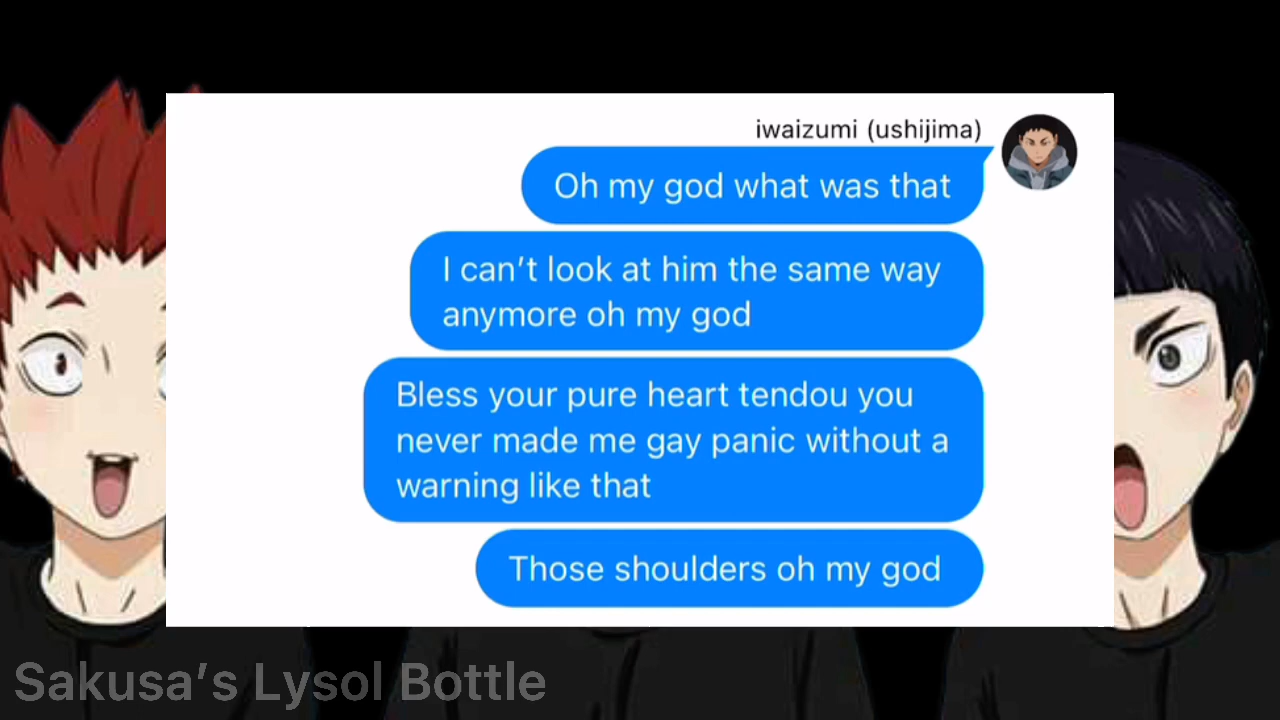 iwaizumi (ushijima)
Oh my god what was that
I can’t look at him the same way
anymore oh my god
Bless your pure heart tendou you
never made me gay panic without a
warning like that
Those shoulders oh my god
Sakusa’s Lysol Bottle